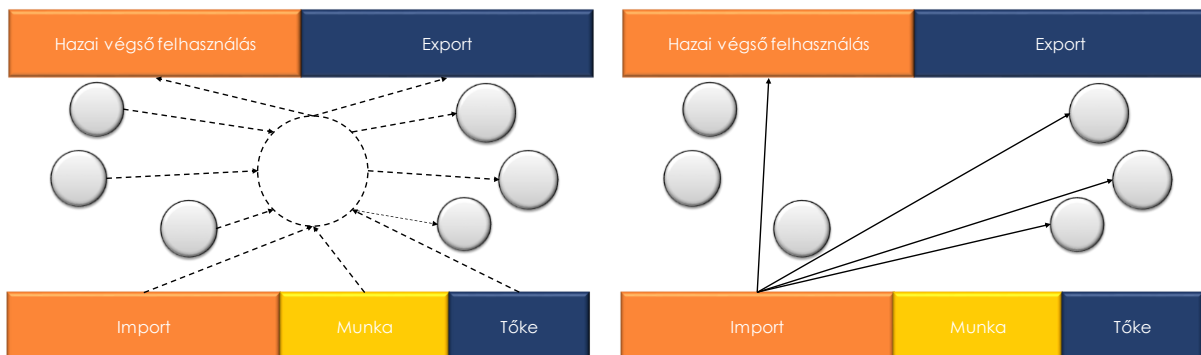 Hazai végső felhasználás
Export
Import
Munka
Tőke
Hazai végső felhasználás
Export
Import
Munka
Tőke